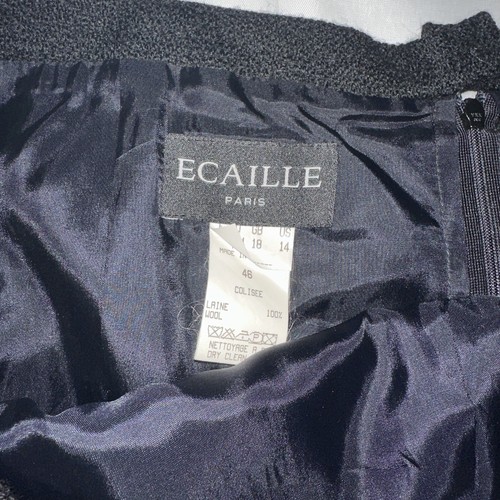 ECAILLE
PARIS
GB US
18 14
MADE IN
46
COLISEE
LAINE
WOOL 100%
NETTOYAGE A
DRY CLEAN